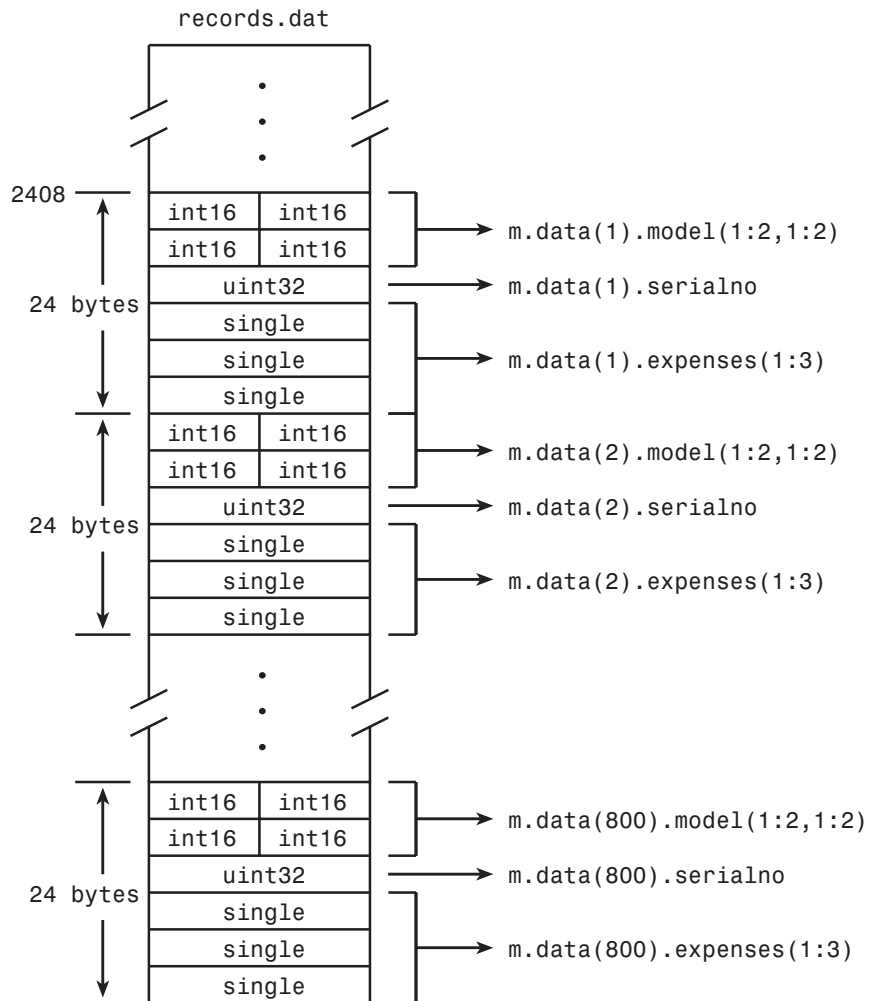 records.dat
2408
int16 int16
int16 int16
m.data(1).model(1:2,1:2)
uint32
m.data(1).serialno
24 bytes
single
single
single
m.data(1).expenses(1:3)
int16 int16
int16 int16
m.data(2).model(1:2,1:2)
uint32
m.data(2).serialno
24 bytes
single
single
single
m.data(2).expenses(1:3)
int16 int16
int16 int16
m.data(800).model(1:2,1:2)
uint32
m.data(800).serialno
24 bytes
single
single
single
m.data(800).expenses(1:3)